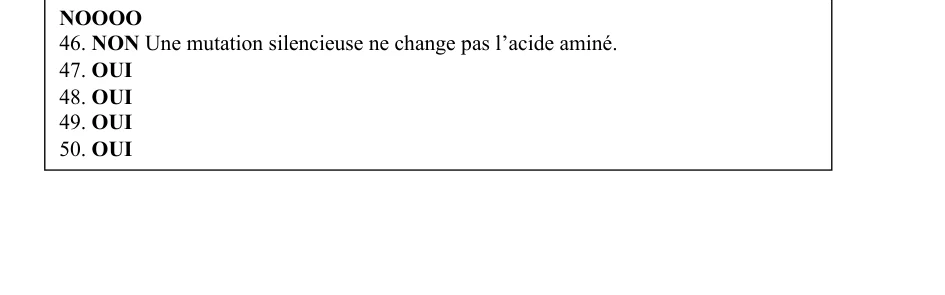 NOOOO
46. NON Une mutation silencieuse ne change pas l’acide aminé.
47. OUI
48. OUI
49. OUI
50. OUI